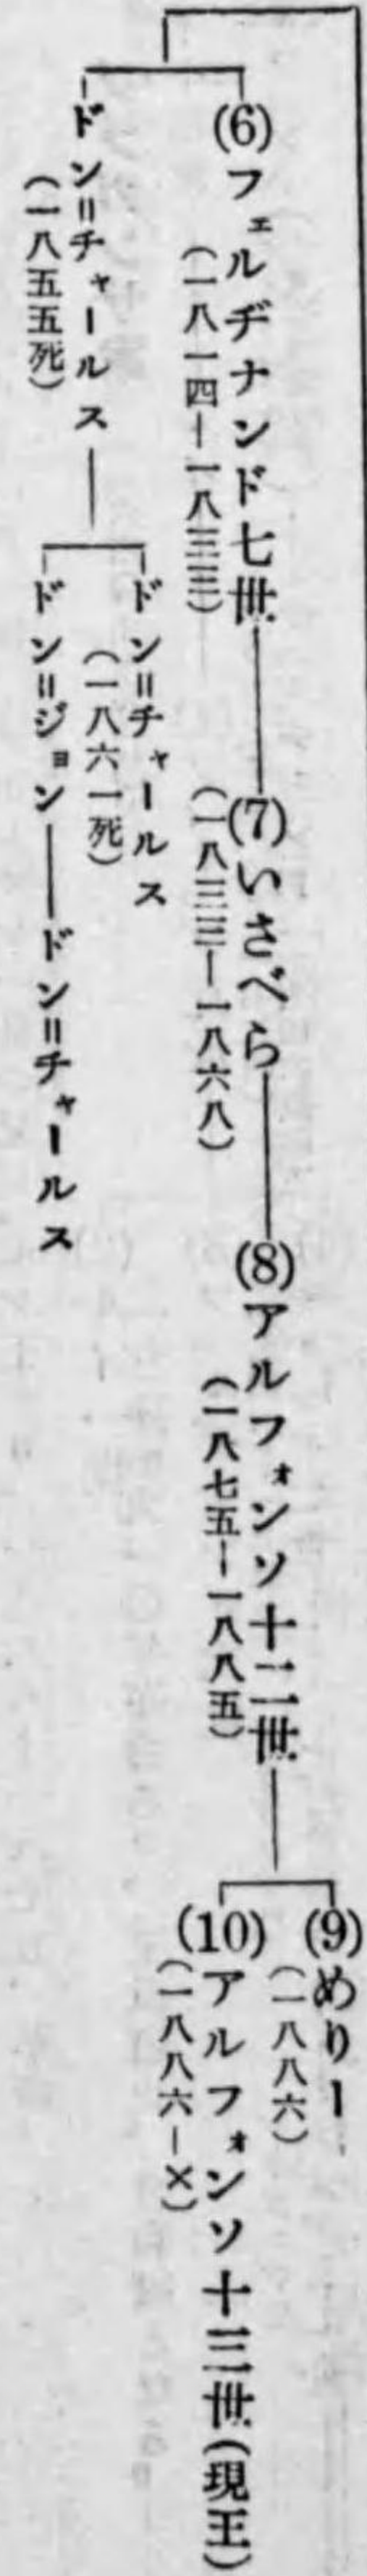 (6)フェルヂナンド七世
(一八一四ー一八三三)
(7)いさべら
(一八三三ー一八六八)
(8)アルフォンソ十二世
(一八七五ー一八八五)
(9)めりー
(一八八六)
(10)アルフォンソ十三世(現王)
(一八八六ー×)
ドン=チャールス
(一八五五死)
ドン=チャールス
(一八六一死)
ドン=ジョン
ドン=チャールス